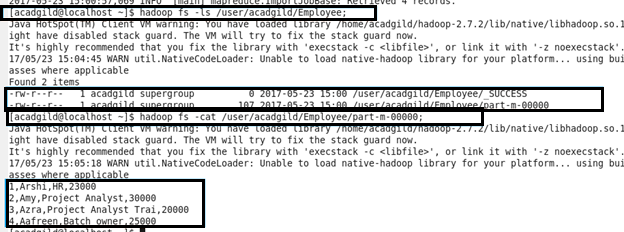 2017-05-23 15:00:57,069 INFO [main] mapreduce.ImportJobBase: Retrieved 4 records.
[acadgild@localhost ~]$ hadoop fs -ls /user/acadgild/Employee;
Java HotSpot(TM) Client VM warning: You have loaded library /home/acadgild/hadoop-2.7.2/lib/native/libhadoop.so.1
ight have disabled stack guard. The VM will try to fix the stack guard now.
It's highly recommended that you fix the library with 'execstack -c <libfile>', or link it with '-z noexecstack'.
17/05/23 15:04:45 WARN util.NativeCodeLoader: Unable to load native-hadoop library for your platform... using bui
asses where applicable
Found 2 items
-rw-r--r-- 1 acadgild supergroup 0 2017-05-23 15:00 /user/acadgild/Employee/_SUCCESS
-rw-r--r-- 1 acadgild supergroup 107 2017-05-23 15:00 /user/acadgild/Employee/part-m-00000
[acadgild@localhost ~]$ hadoop fs -cat /user/acadgild/Employee/part-m-00000;
Java HotSpot(TM) Client VM warning: You have loaded library /home/acadgild/hadoop-2.7.2/lib/native/libhadoop.so.1
ight have disabled stack guard. The VM will try to fix the stack guard now.
It's highly recommended that you fix the library with 'execstack -c <libfile>', or link it with '-z noexecstack'.
17/05/23 15:05:18 WARN util.NativeCodeLoader: Unable to load native-hadoop library for your platform... using bui
asses where applicable
1,Arshi,HR,23000
2,Amy,Project Analyst,30000
3,Azra,Project Analyst Trai,20000
4,Aafreen,Batch owner,25000
[acadgild@localhost ~]$